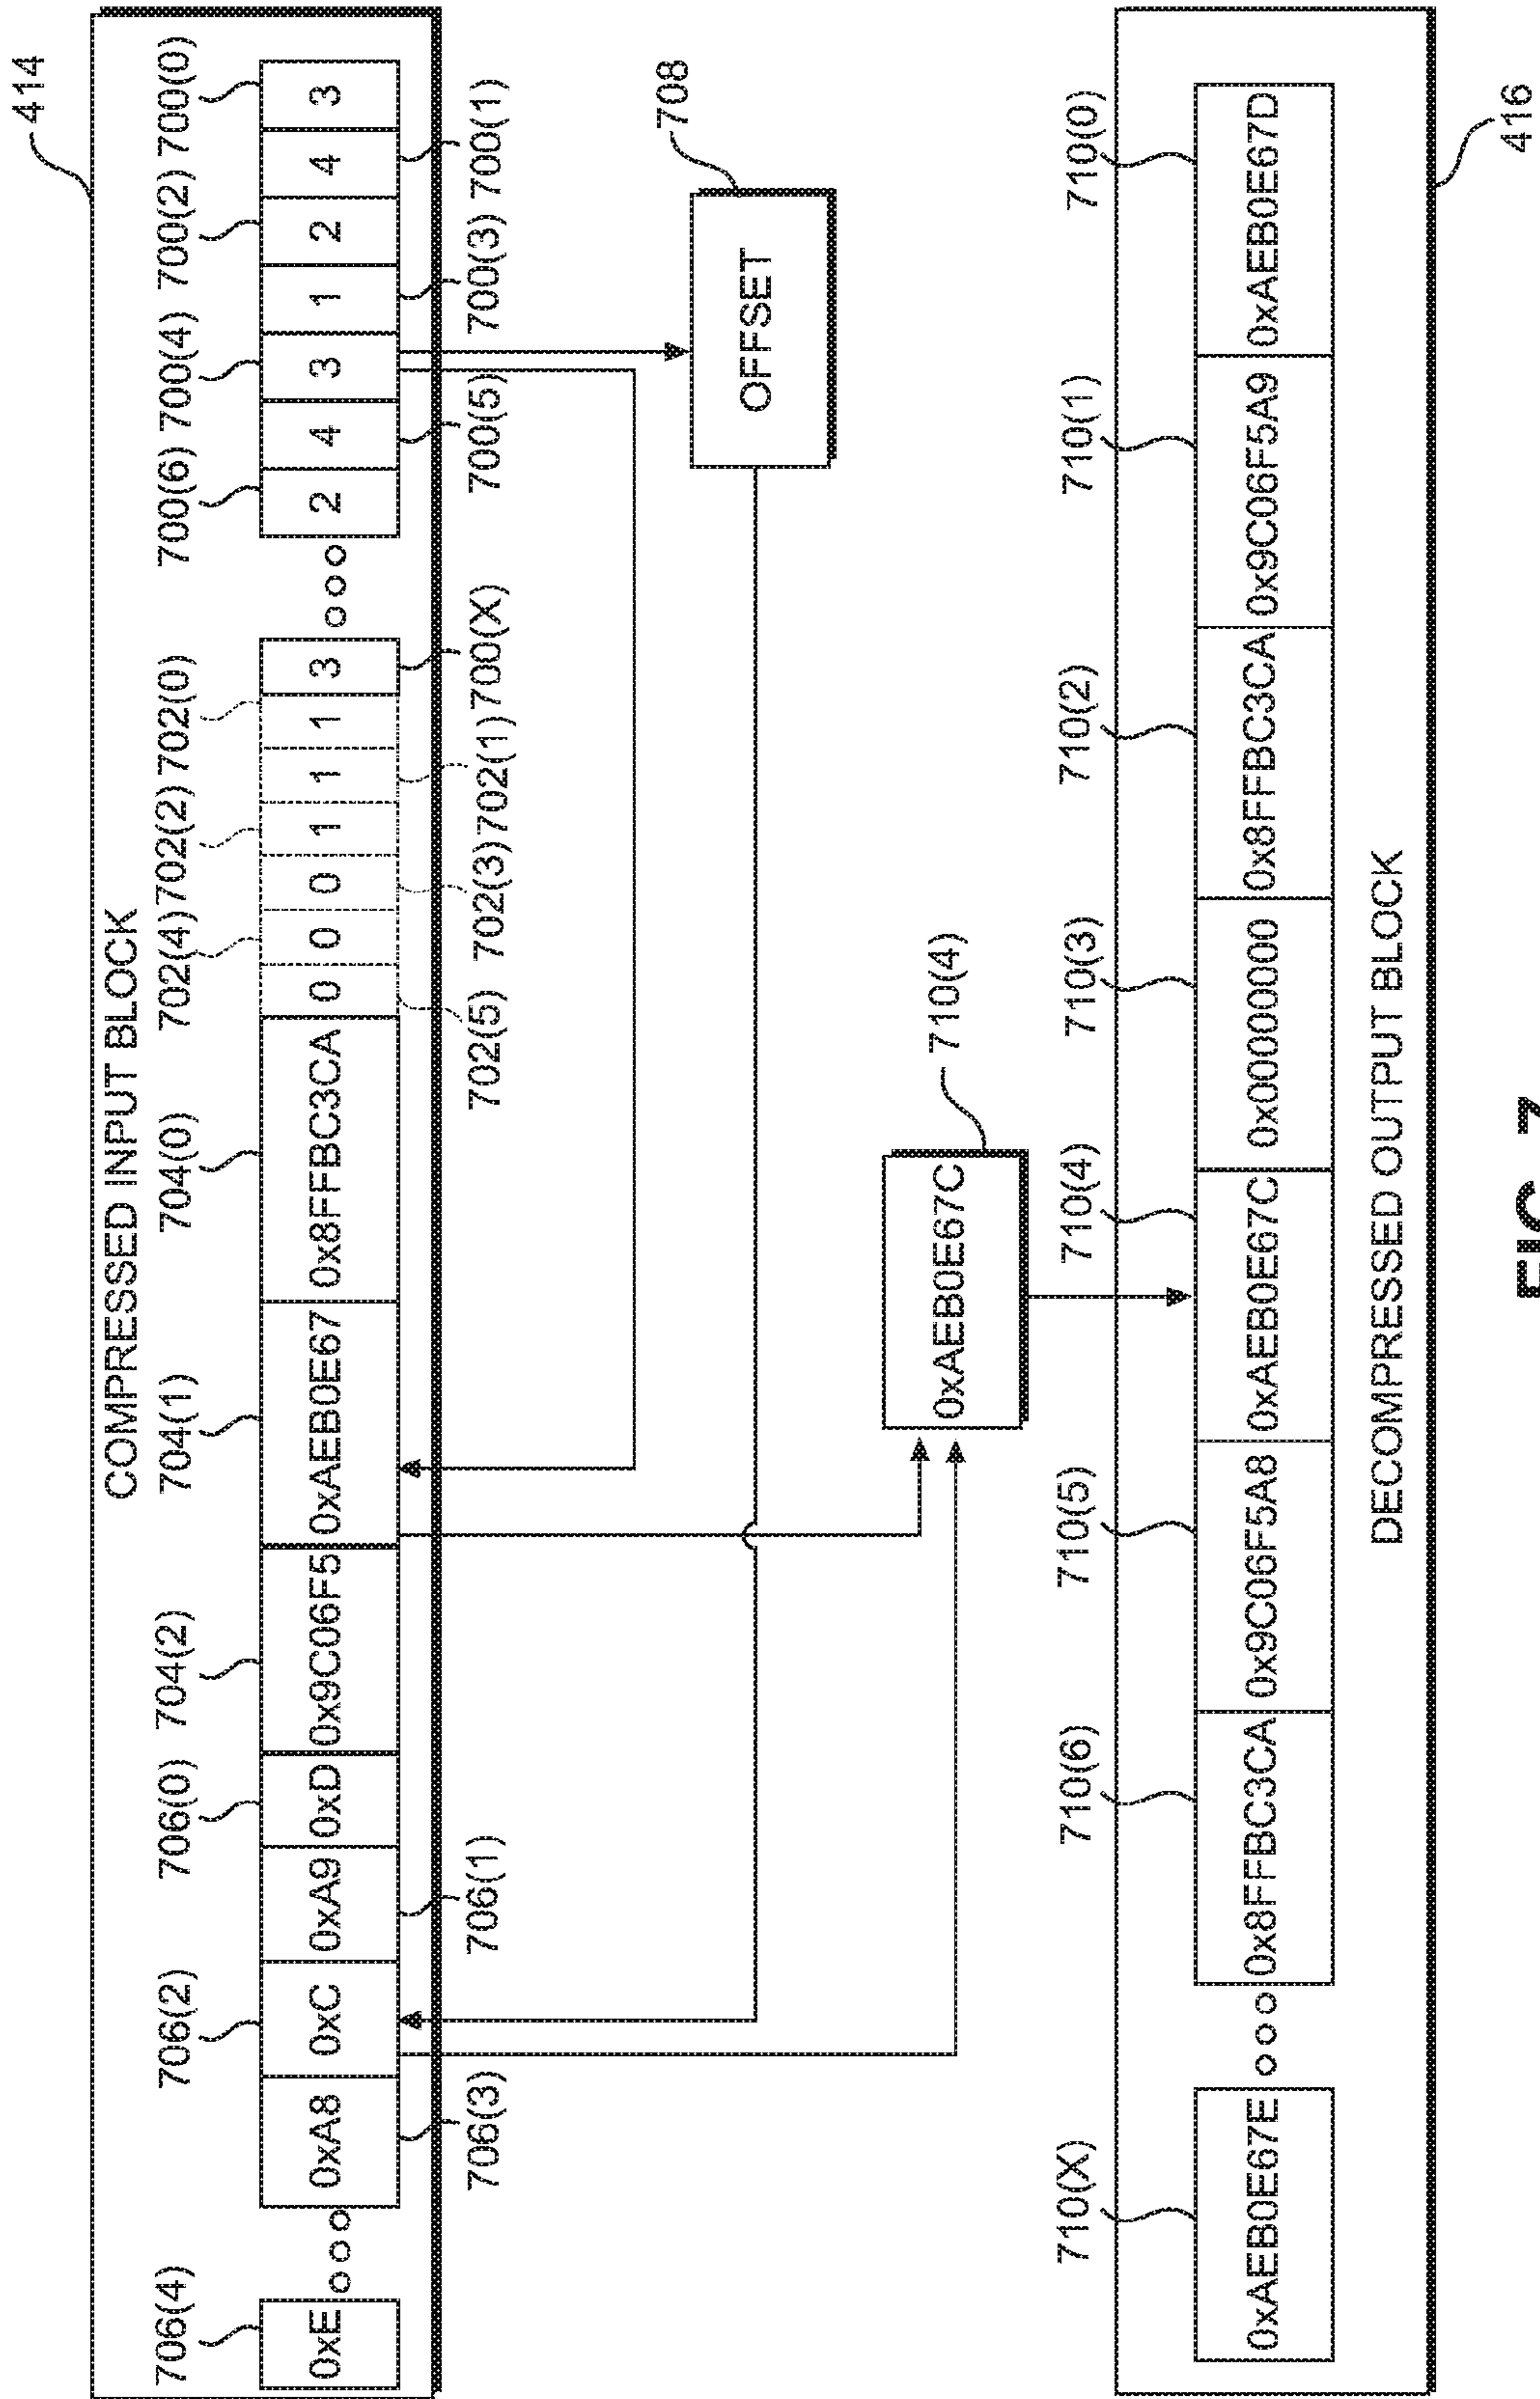 414
COMPRESSED INPUT BLOCK
706(4) 706(2) 706(0) 704(2) 704(1) 704(0) 702(4) 702(2) 702(0) 700(6) 700(4) 700(2) 700(0)
0xE 0xA8 0xC 0xA9 0xD 0x9C06F5 0xAEB0E67 0x8FFBC3CA 0 0 0 1 1 1 3 2 4 3 1 2 4 3
706(3) 706(1) 702(5) 702(3) 702(1) 700(X) 700(5) 700(3) 700(1)
708
OFFSET
710(4)
0xAEB0E67C
710(X) 710(6) 710(5) 710(4) 710(3) 710(2) 710(1) 710(0)
0xAEB0E67E 0x8FFBC3CA 0x9C06F5A8 0xAEB0E67C 0x00000000 0x8FFBC3CA 0x9C06F5A9 0xAEB0E67D
DECOMPRESSED OUTPUT BLOCK
416